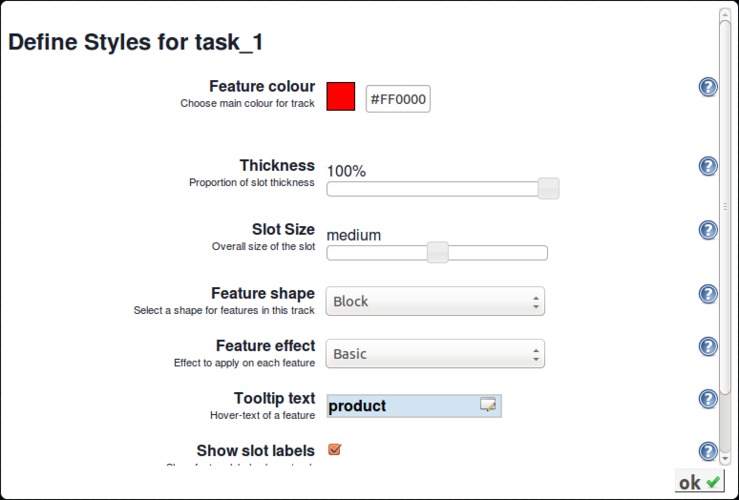 Define Styles for task_1
Feature colour
Choose main colour for track
#FF0000
Thickness
Proportion of slot thickness
100%
Slot Size
Overall size of the slot
medium
Feature shape
Select a shape for features in this track
Block
Feature effect
Effect to apply on each feature
Basic
Tooltip text
Hover-text of a feature
product
Show slot labels
ok